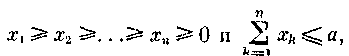 x₁ ⩾ x₂ ⩾ ... ⩾ xₙ ⩾ 0 и ∑ₖ₌₁ⁿ xₖ ⩽ a,